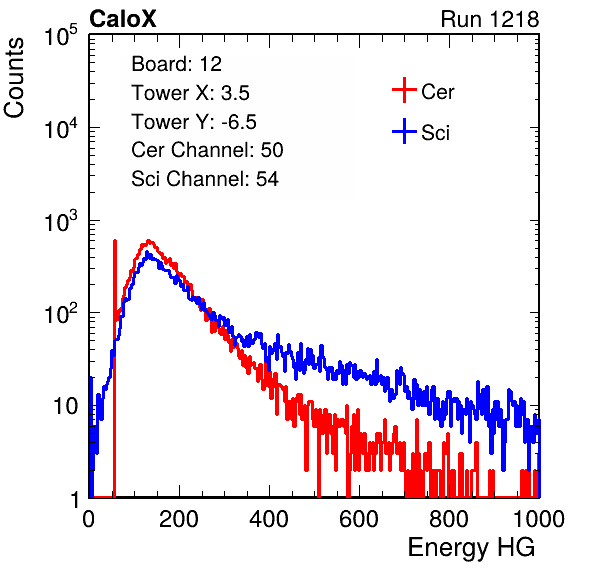 CaloX Run 1218
Counts
Board: 12
Tower X: 3.5
Tower Y: -6.5
Cer Channel: 50
Sci Channel: 54
Cer
Sci
10^5
10^4
10^3
10^2
10
1
0 200 400 600 800 1000
Energy HG